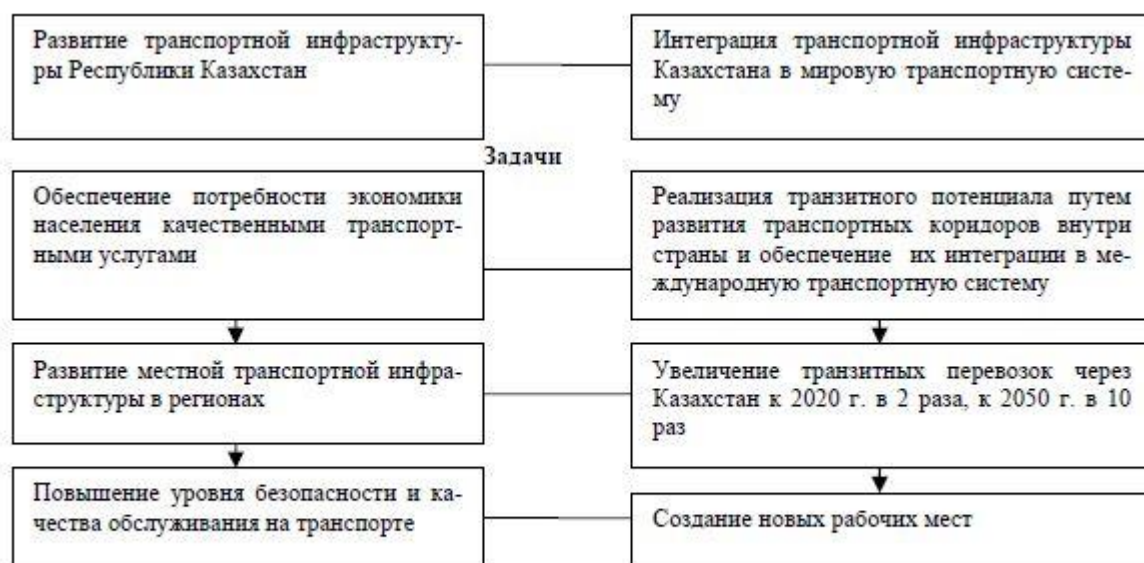 Развитие транспортной инфраструкту-
ры Республики Казахстан
Интеграция транспортной инфраструктуры
Казахстана в мировую транспортную систе-
му
Задачи
Обеспечение потребности экономики
населения качественными транспорт-
ными услугами
Реализация транзитного потенциала путем
развития транспортных коридоров внутри
страны и обеспечение их интеграции в ме-
ждународную транспортную систему
Развитие местной транспортной инфра-
структуры в регионах
Увеличение транзитных перевозок через
Казахстан к 2020 г. в 2 раза, к 2050 г. в 10
раз
Повышение уровня безопасности и ка-
чества обслуживания на транспорте
Создание новых рабочих мест